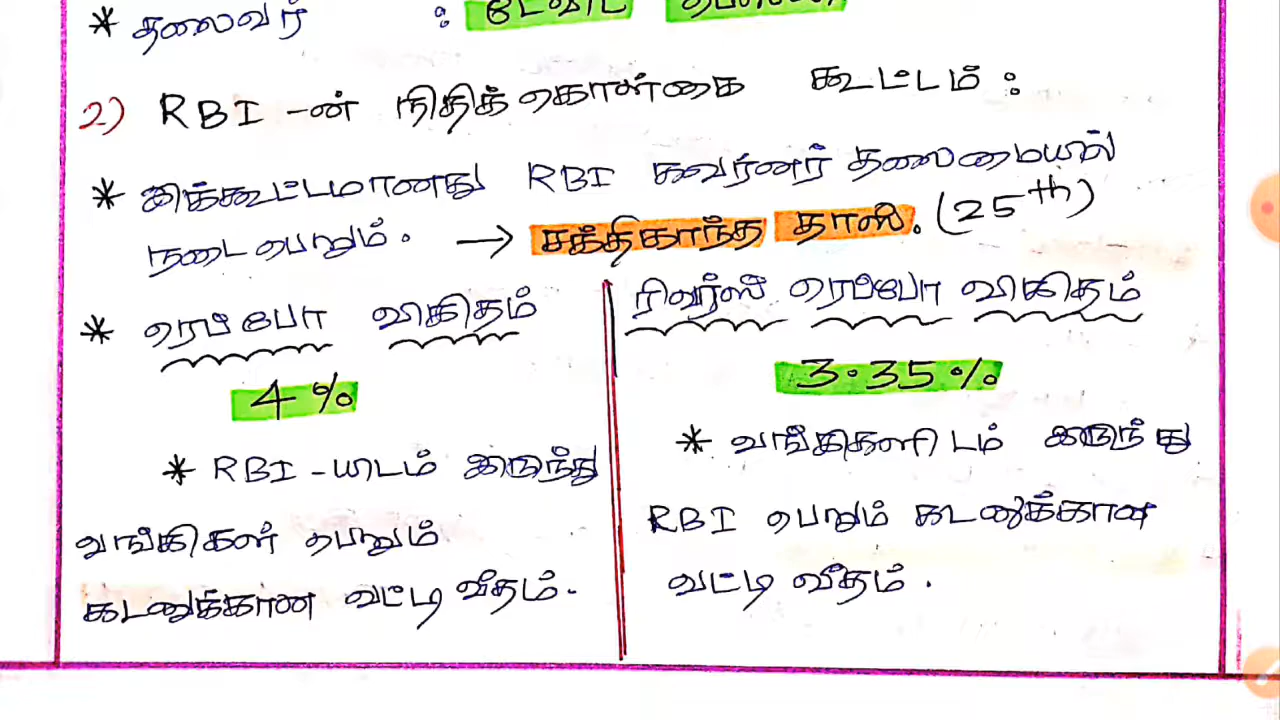 * தலைவர் :
2) RBI -ன் நிதிக் கொள்கை கூட்டம் :
* இக்கூட்டமானது RBI கவர்னர் தலைமையில்
நடைபெறும். → சக்திகாந்த தாஸ். (25th)
* ரெப்போ விகிதம்
4%
* RBI -யிடம் இருந்து
வங்கிகள் பெறும்
கடனுக்கான வட்டி வீதம்.
ரிவர்ஸ் ரெப்போ விகிதம்
3.35%
* வங்கிகளிடம் இருந்து
RBI பெறும் கடனுக்கான
வட்டி வீதம்.